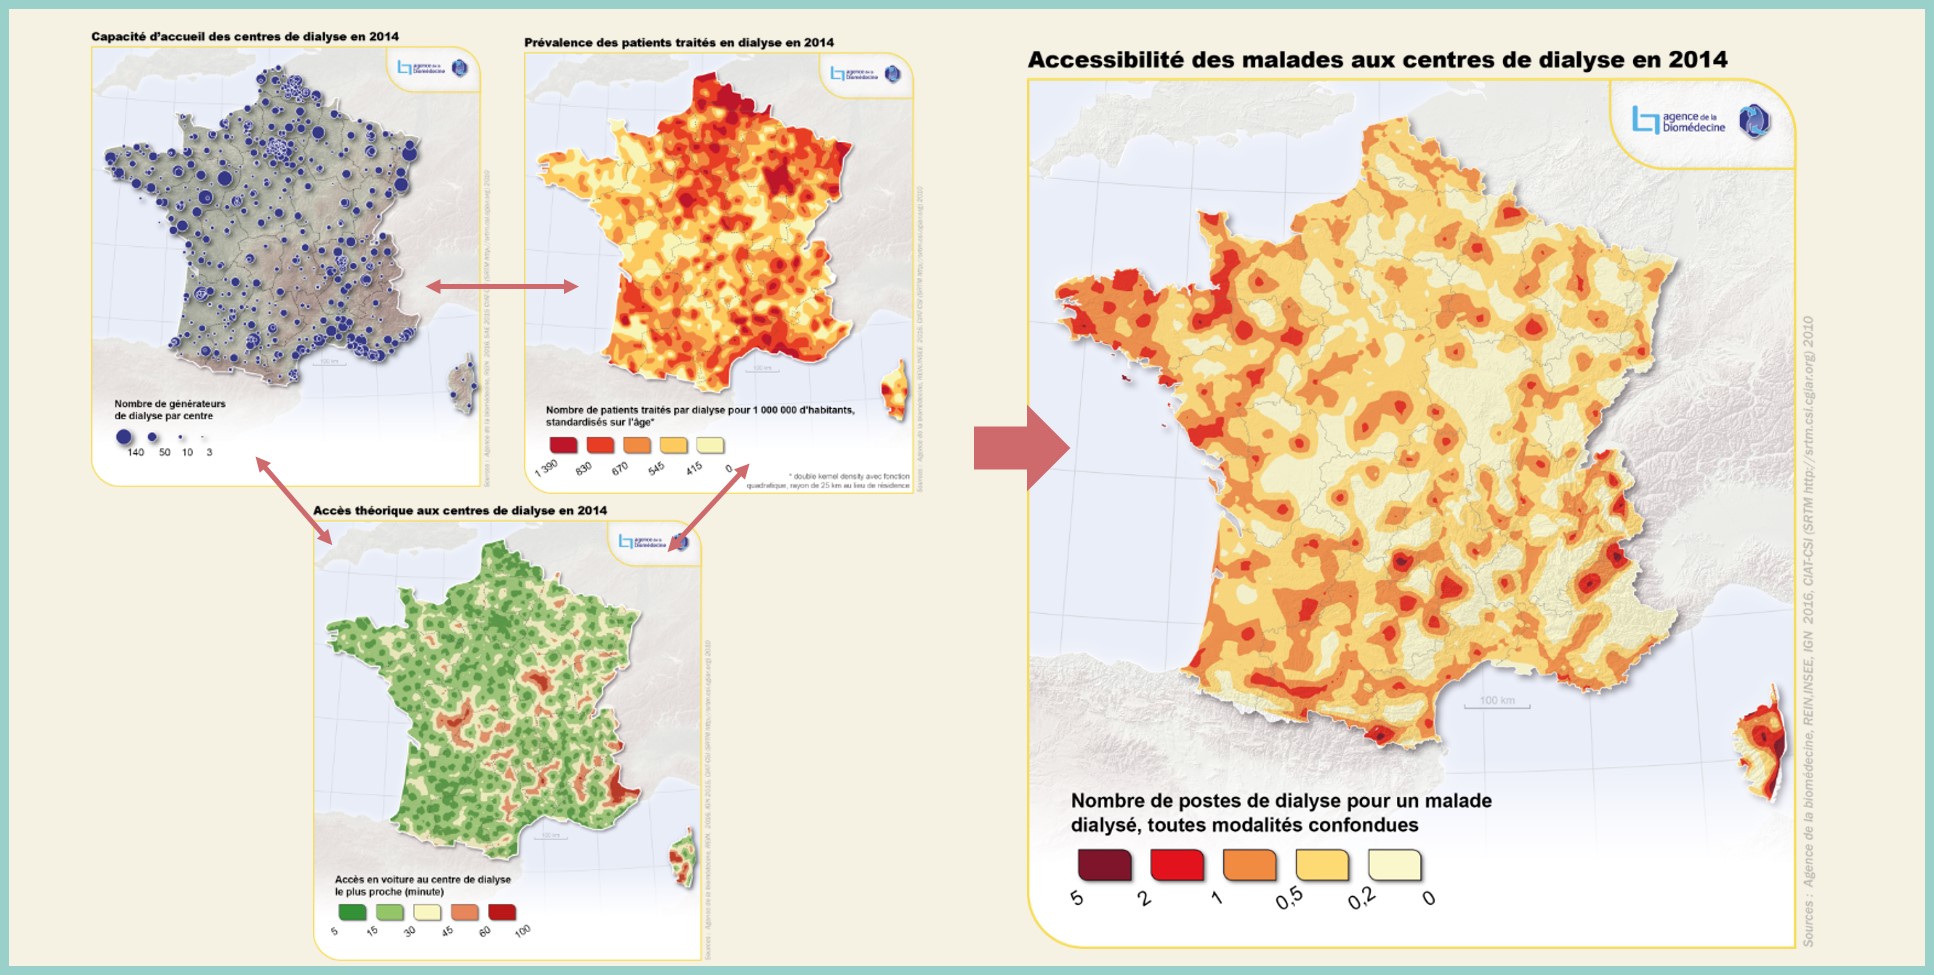 Capacité d'accueil des centres de dialyse en 2014
agence de la
biomédecine
Nombre de générateurs
de dialyse par centre
140 50 10 3
Prévalence des patients traités en dialyse en 2014
agence de la
biomédecine
100 km
Nombre de patients traités par dialyse pour 1 000 000 d'habitants,
standardisés sur l'âge*
1 390 830 670 545 415 0
* double kernel density avec fonction
quadratique, rayon de 25 km au lieu de résidence
Accès théorique aux centres de dialyse en 2014
agence de la
biomédecine
100 km
Accès en voiture au centre de dialyse
le plus proche (minute)
5 15 30 45 60 100
Accessibilité des malades aux centres de dialyse en 2014
agence de la
biomédecine
100 km
Nombre de postes de dialyse pour un malade
dialysé, toutes modalités confondues
5 2 1 0,5 0,2 0
Sources : Agence de la biomédecine, REIN,INSEE, IGN 2016, CIAT-CSI (SRTM http://srtm.csi.cgiar.org) 2010